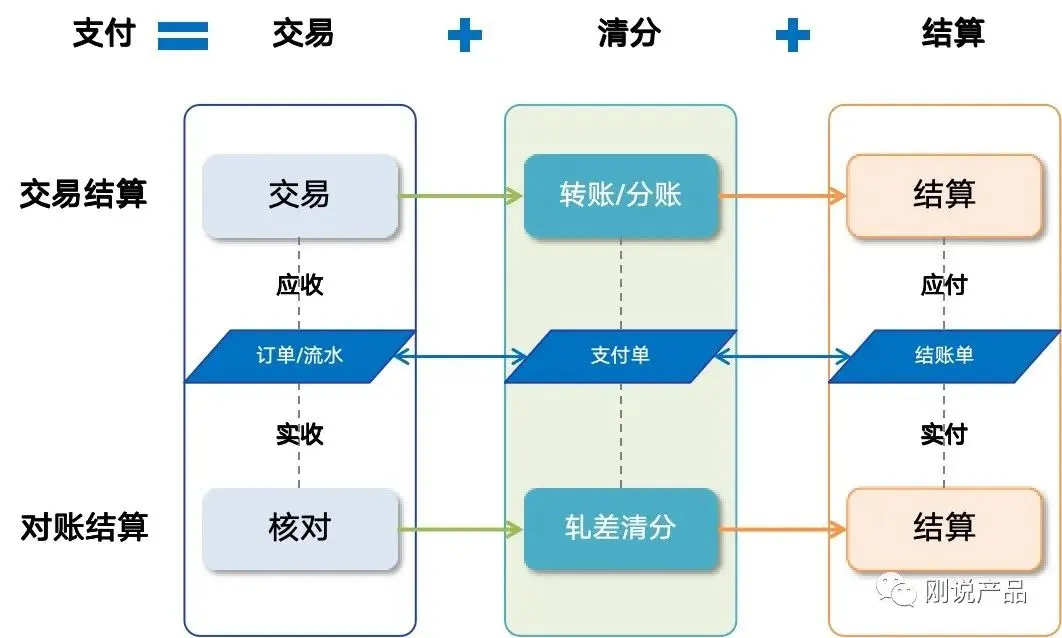 支付 = 交易 + 清分 + 结算
交易结算
交易
转账/分账
结算
应收
应付
订单/流水
支付单
结账单
实收
实付
对账结算
核对
轧差清分
结算
刚说产品